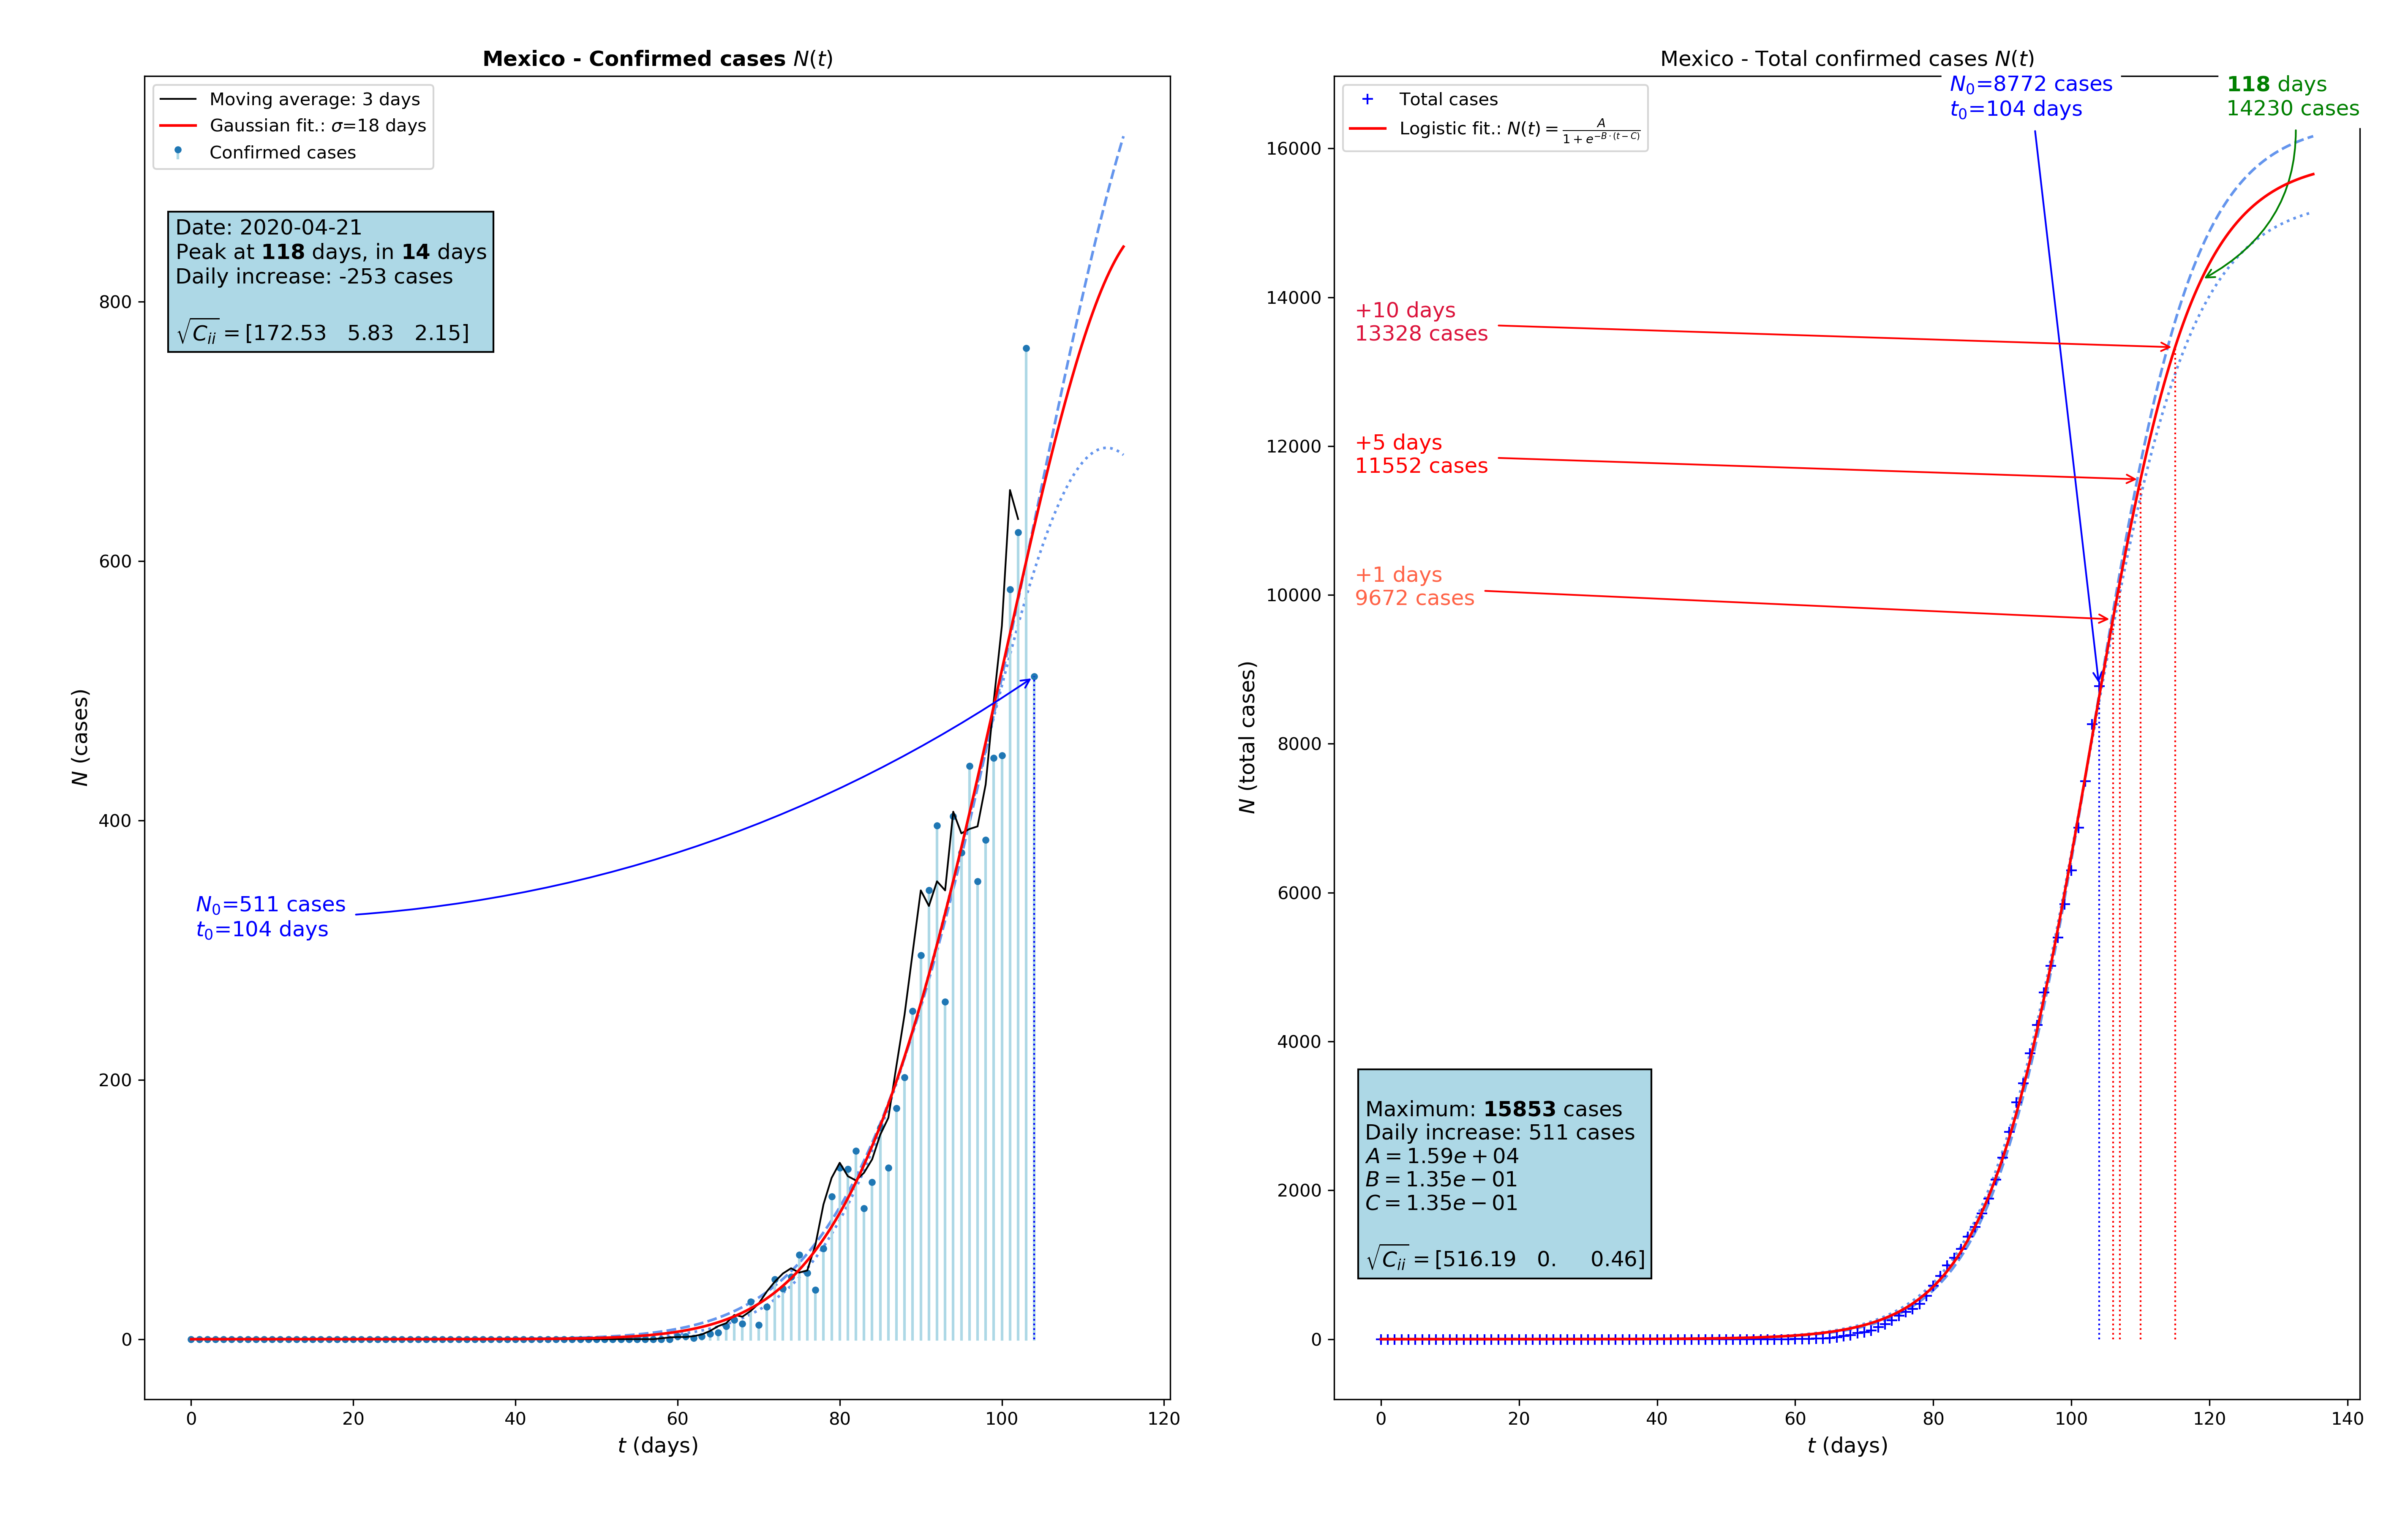 Mexico - Confirmed cases N(t)
Moving average: 3 days
Gaussian fit.: σ=18 days
Confirmed cases
Date: 2020-04-21
Peak at 118 days, in 14 days
Daily increase: -253 cases
√C_ii = [172.53 5.83 2.15]
N₀=511 cases
t₀=104 days
800
600
400
200
0
N (cases)
0 20 40 60 80 100 120
t (days)
Mexico - Total confirmed cases N(t)
Total cases
Logistic fit.: N(t) = A / (1 + e^{-B·(t-C)})
N₀=8772 cases
t₀=104 days
118 days
14230 cases
+10 days
13328 cases
+5 days
11552 cases
+1 days
9672 cases
Maximum: 15853 cases
Daily increase: 511 cases
A = 1.59e + 04
B = 1.35e − 01
C = 1.35e − 01
√C_ii = [516.19 0. 0.46]
16000
14000
12000
10000
8000
6000
4000
2000
0
N (total cases)
0 20 40 60 80 100 120 140
t (days)